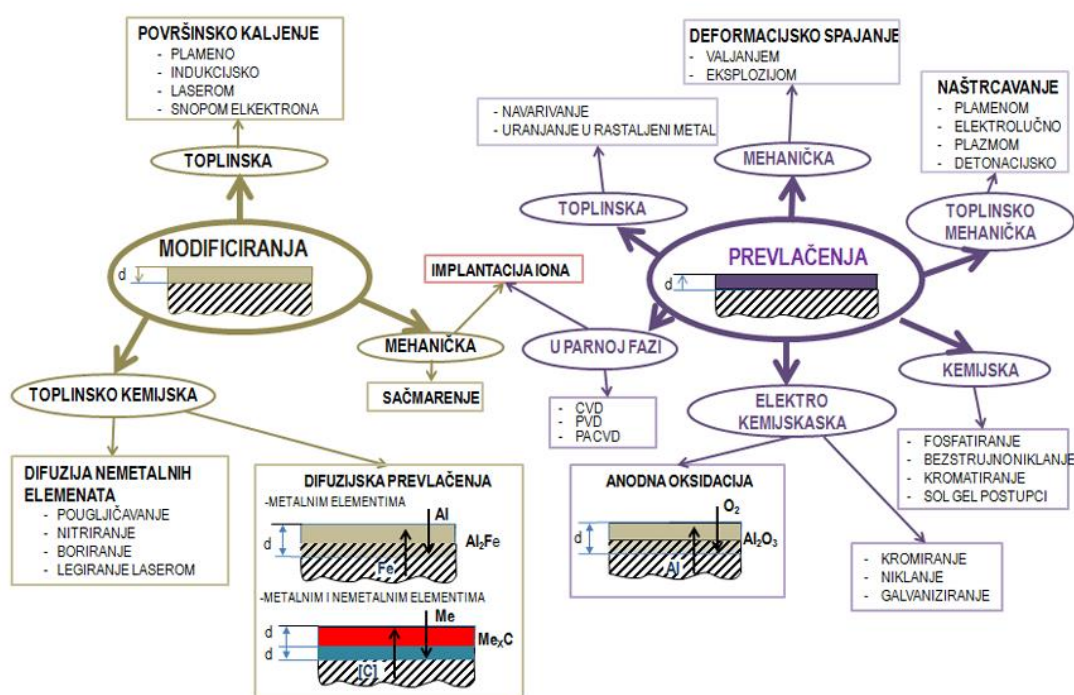 POVRŠINSKO KALJENJE
- PLAMENO
- INDUKCIJSKO
- LASEROM
- SNOPOM ELKEKTRONA
TOPLINSKA
MODIFICIRANJA
d
MEHANIČKA
SAČMARENJE
IMPLANTACIJA IONA
TOPLINSKO KEMIJSKA
DIFUZIJA NEMETALNIH
ELEMENATA
- POUGLJIČAVANJE
- NITRIRANJE
- BORIRANJE
- LEGIRANJE LASEROM
DIFUZIJSKA PREVLAČENJA
-METALNIM ELEMENTIMA
Al
d
Al₂Fe
Fe
-METALNIM I NEMETALNIM ELEMENTIMA
Me
d
MeₓC
d
[C]
DEFORMACIJSKO SPAJANJE
- VALJANJEM
- EKSPLOZIJOM
MEHANIČKA
- NAVARIVANJE
- URANJANJE U RASTALJENI METAL
TOPLINSKA
NAŠTRCAVANJE
- PLAMENOM
- ELEKTROLUČNO
- PLAZMOM
- DETONACIJSKO
TOPLINSKO
MEHANIČKA
PREVLAČENJA
d
U PARNOJ FAZI
- CVD
- PVD
- PACVD
ELEKTRO
KEMIJSKASKA
KEMIJSKA
- FOSFATIRANJE
- BEZSTRUJNO NIKLANJE
- KROMATIRANJE
- SOL GEL POSTUPCI
ANODNA OKSIDACIJA
O₂
d
Al₂O₃
Al
- KROMIRANJE
- NIKLANJE
- GALVANIZIRANJE